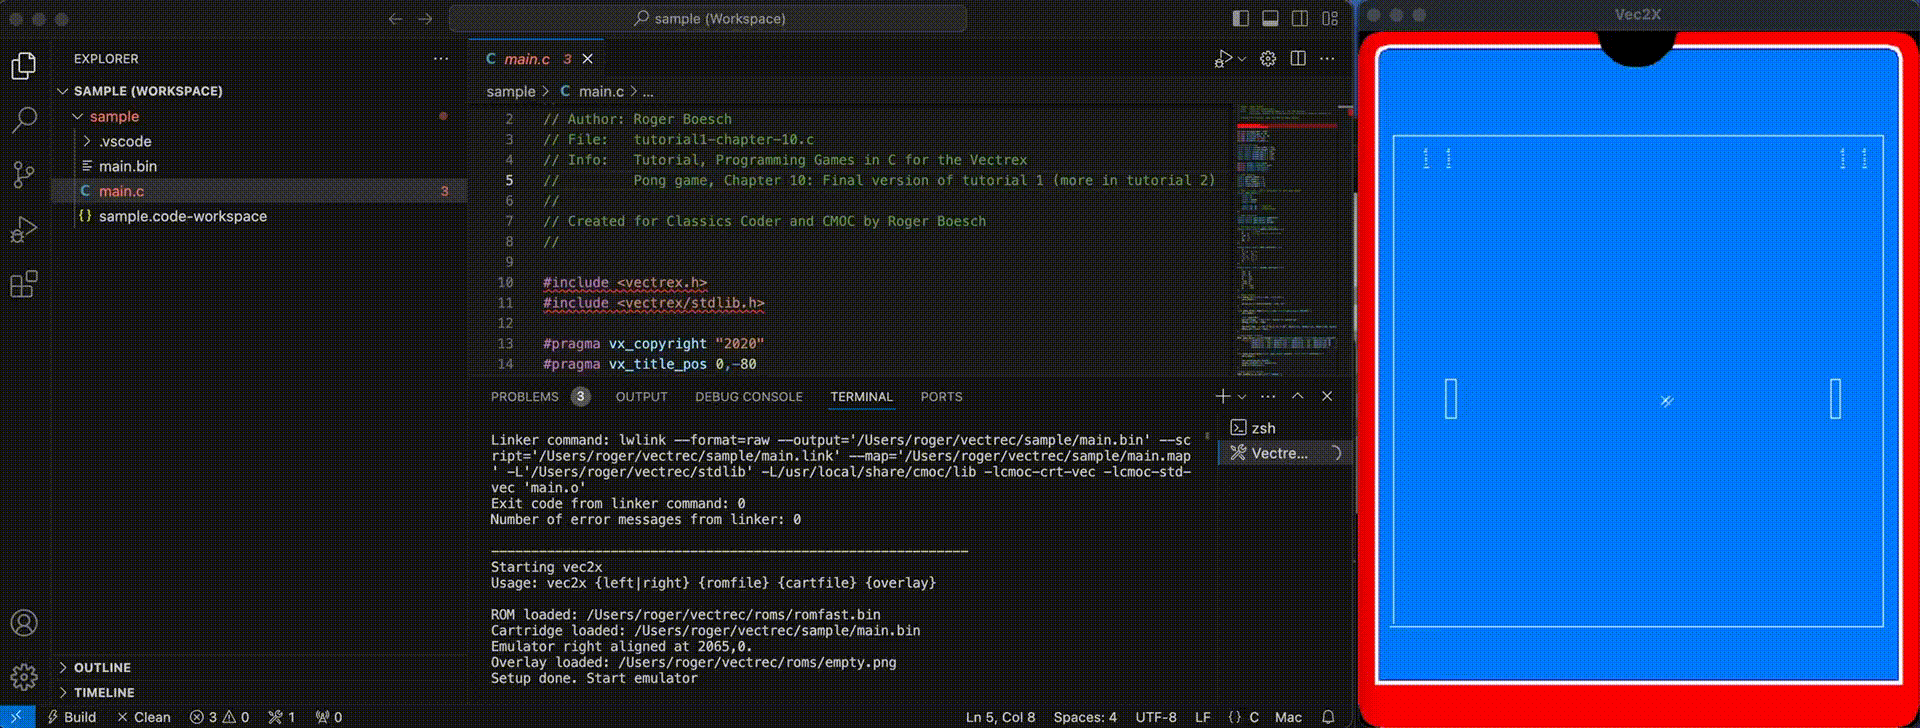 sample (Workspace)
Vec2X
EXPLORER
SAMPLE (WORKSPACE)
sample
.vscode
main.bin
C main.c 3
{} sample.code-workspace
OUTLINE
TIMELINE
C main.c 3
sample > C main.c > ...
2 // Author: Roger Boesch
3 // File:   tutorial1-chapter-10.c
4 // Info:   Tutorial, Programming Games in C for the Vectrex
5 //         Pong game, Chapter 10: Final version of tutorial 1 (more in tutorial 2)
6 //
7 // Created for Classics Coder and CMOC by Roger Boesch
8 //
9
10 #include <vectrex.h>
11 #include <vectrex/stdlib.h>
12
13 #pragma vx_copyright "2020"
14 #pragma vx_title_pos 0,-80
PROBLEMS 3 OUTPUT DEBUG CONSOLE TERMINAL PORTS
Linker command: lwlink --format=raw --output='/Users/roger/vectrec/sample/main.bin' --sc
ript='/Users/roger/vectrec/sample/main.link' --map='/Users/roger/vectrec/sample/main.map
' -L'/Users/roger/vectrec/stdlib' -L/usr/local/share/cmoc/lib -lcmoc-crt-vec -lcmoc-std-
vec 'main.o'
Exit code from linker command: 0
Number of error messages from linker: 0
Starting vec2x
Usage: vec2x {left|right} {romfile} {cartfile} {overlay}
ROM loaded: /Users/roger/vectrec/roms/romfast.bin
Cartridge loaded: /Users/roger/vectrec/sample/main.bin
Emulator right aligned at 2065,0.
Overlay loaded: /Users/roger/vectrec/roms/empty.png
Setup done. Start emulator
zsh
Vectre...
Build Clean 3 0 1 0 Ln 5, Col 8 Spaces: 4 UTF-8 LF {} C Mac